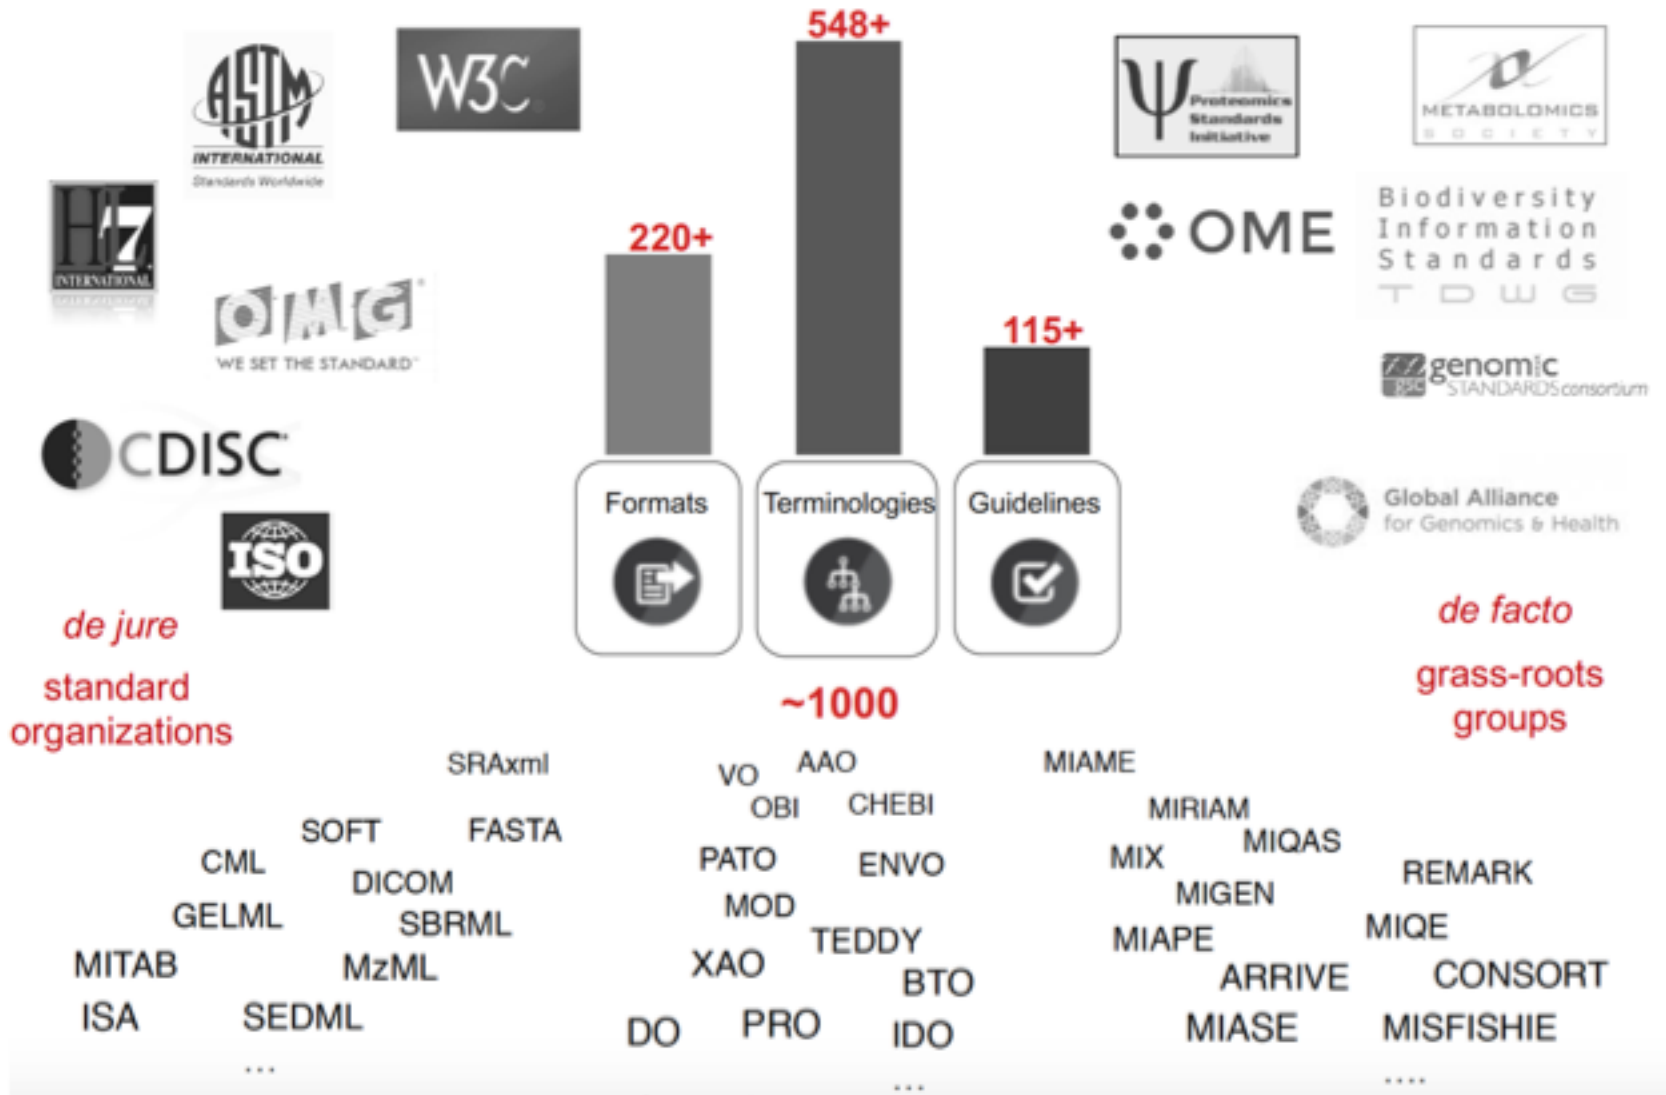 548+
ASTM
INTERNATIONAL
Standards Worldwide
W3C
HL7
INTERNATIONAL
OMG
WE SET THE STANDARD
CDISC
ISO
de jure
standard
organizations
220+
115+
Formats
Terminologies
Guidelines
~1000
Proteomics
Standards
Initiative
METABOLOMICS
SOCIETY
OME
Biodiversity
Information
Standards
TDWG
gsc
genomic
STANDARDS consortium
Global Alliance
for Genomics & Health
de facto
grass-roots
groups
SRAxml
SOFT
FASTA
CML
DICOM
GELML
SBRML
MITAB
MzML
ISA
SEDML
...
VO
AAO
OBI
CHEBI
PATO
ENVO
MOD
TEDDY
XAO
BTO
DO
PRO
IDO
...
MIAME
MIRIAM
MIQAS
MIX
REMARK
MIGEN
MIQE
MIAPE
ARRIVE
CONSORT
MIASE
MISFISHIE
....